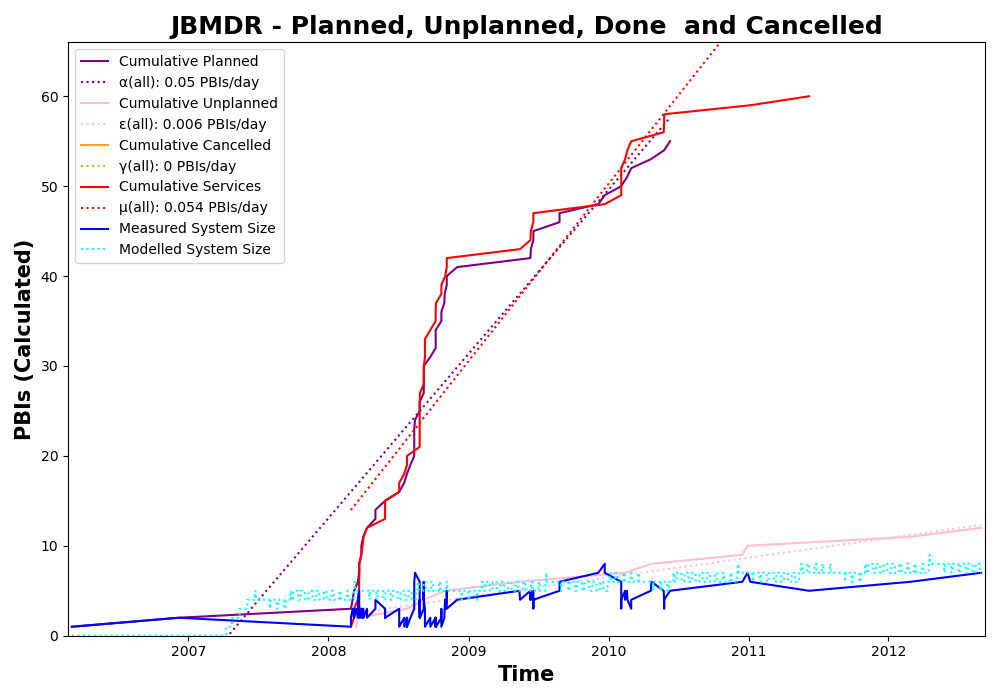 JBMDR - Planned, Unplanned, Done  and Cancelled
Cumulative Planned
α(all): 0.05 PBIs/day
Cumulative Unplanned
ε(all): 0.006 PBIs/day
Cumulative Cancelled
γ(all): 0 PBIs/day
Cumulative Services
μ(all): 0.054 PBIs/day
Measured System Size
Modelled System Size
PBIs (Calculated)
60
50
40
30
20
10
0
2007 2008 2009 2010 2011 2012
Time